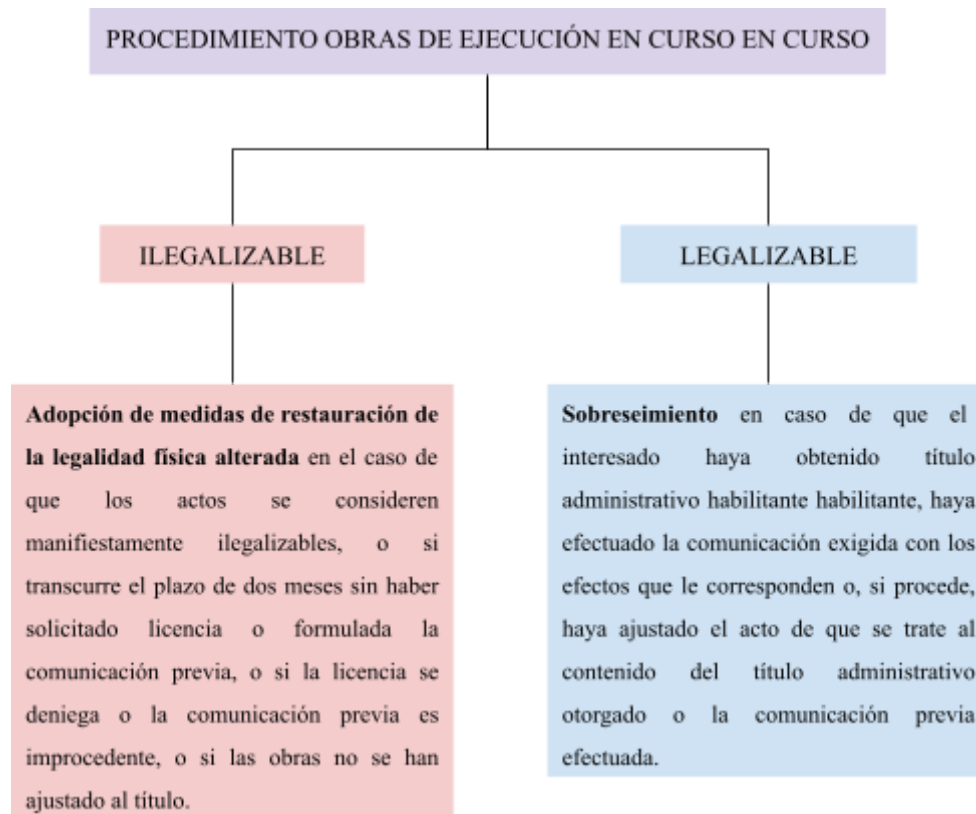 PROCEDIMIENTO OBRAS DE EJECUCIÓN EN CURSO EN CURSO
ILEGALIZABLE
LEGALIZABLE
Adopción de medidas de restauración de
la legalidad física alterada en el caso de
que los actos se consideren
manifiestamente ilegalizables, o si
transcurre el plazo de dos meses sin haber
solicitado licencia o formulada la
comunicación previa, o si la licencia se
deniega o la comunicación previa es
improcedente, o si las obras no se han
ajustado al título.
Sobreseimiento en caso de que el
interesado haya obtenido título
administrativo habilitante habilitante, haya
efectuado la comunicación exigida con los
efectos que le corresponden o, si procede,
haya ajustado el acto de que se trate al
contenido del título administrativo
otorgado o la comunicación previa
efectuada.